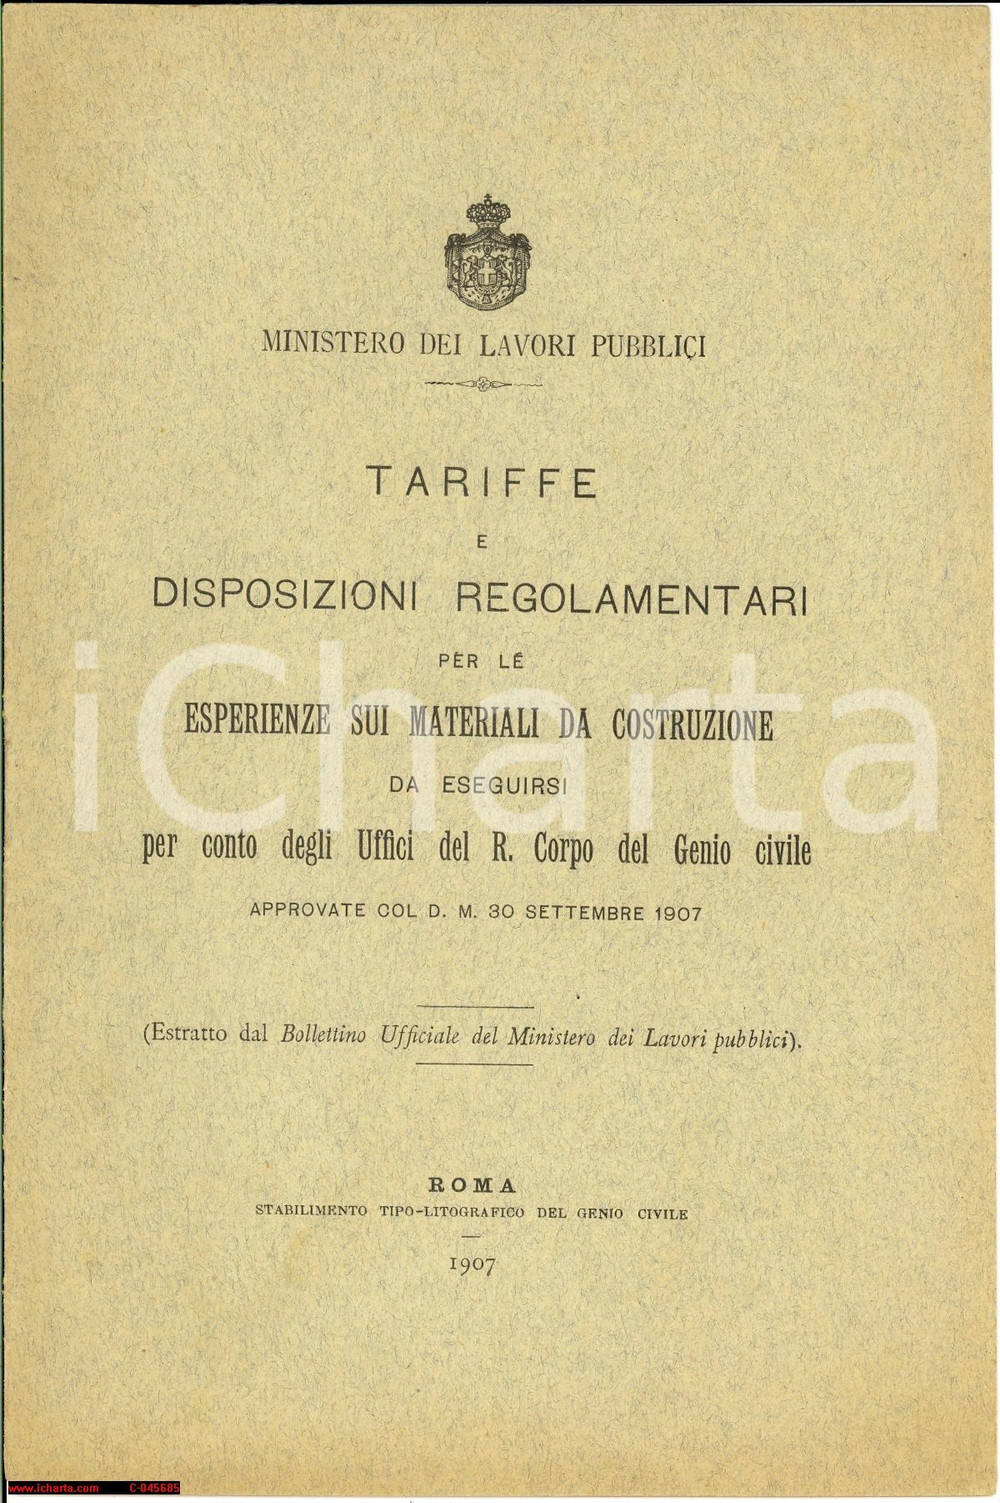 MINISTERO DEI LAVORI PUBBLICI
TARIFFE
E
DISPOSIZIONI REGOLAMENTARI
PER LE
ESPERIENZE SUI MATERIALI DA COSTRUZIONE
DA ESEGUIRSI
per conto degli Uffici del R. Corpo del Genio civile
APPROVATE COL D. M. 30 SETTEMBRE 1907
(Estratto dal Bollettino Ufficiale del Ministero dei Lavori pubblici).
ROMA
STABILIMENTO TIPO-LITOGRAFICO DEL GENIO CIVILE
1907
iCharta
www.icharta.com C-045685